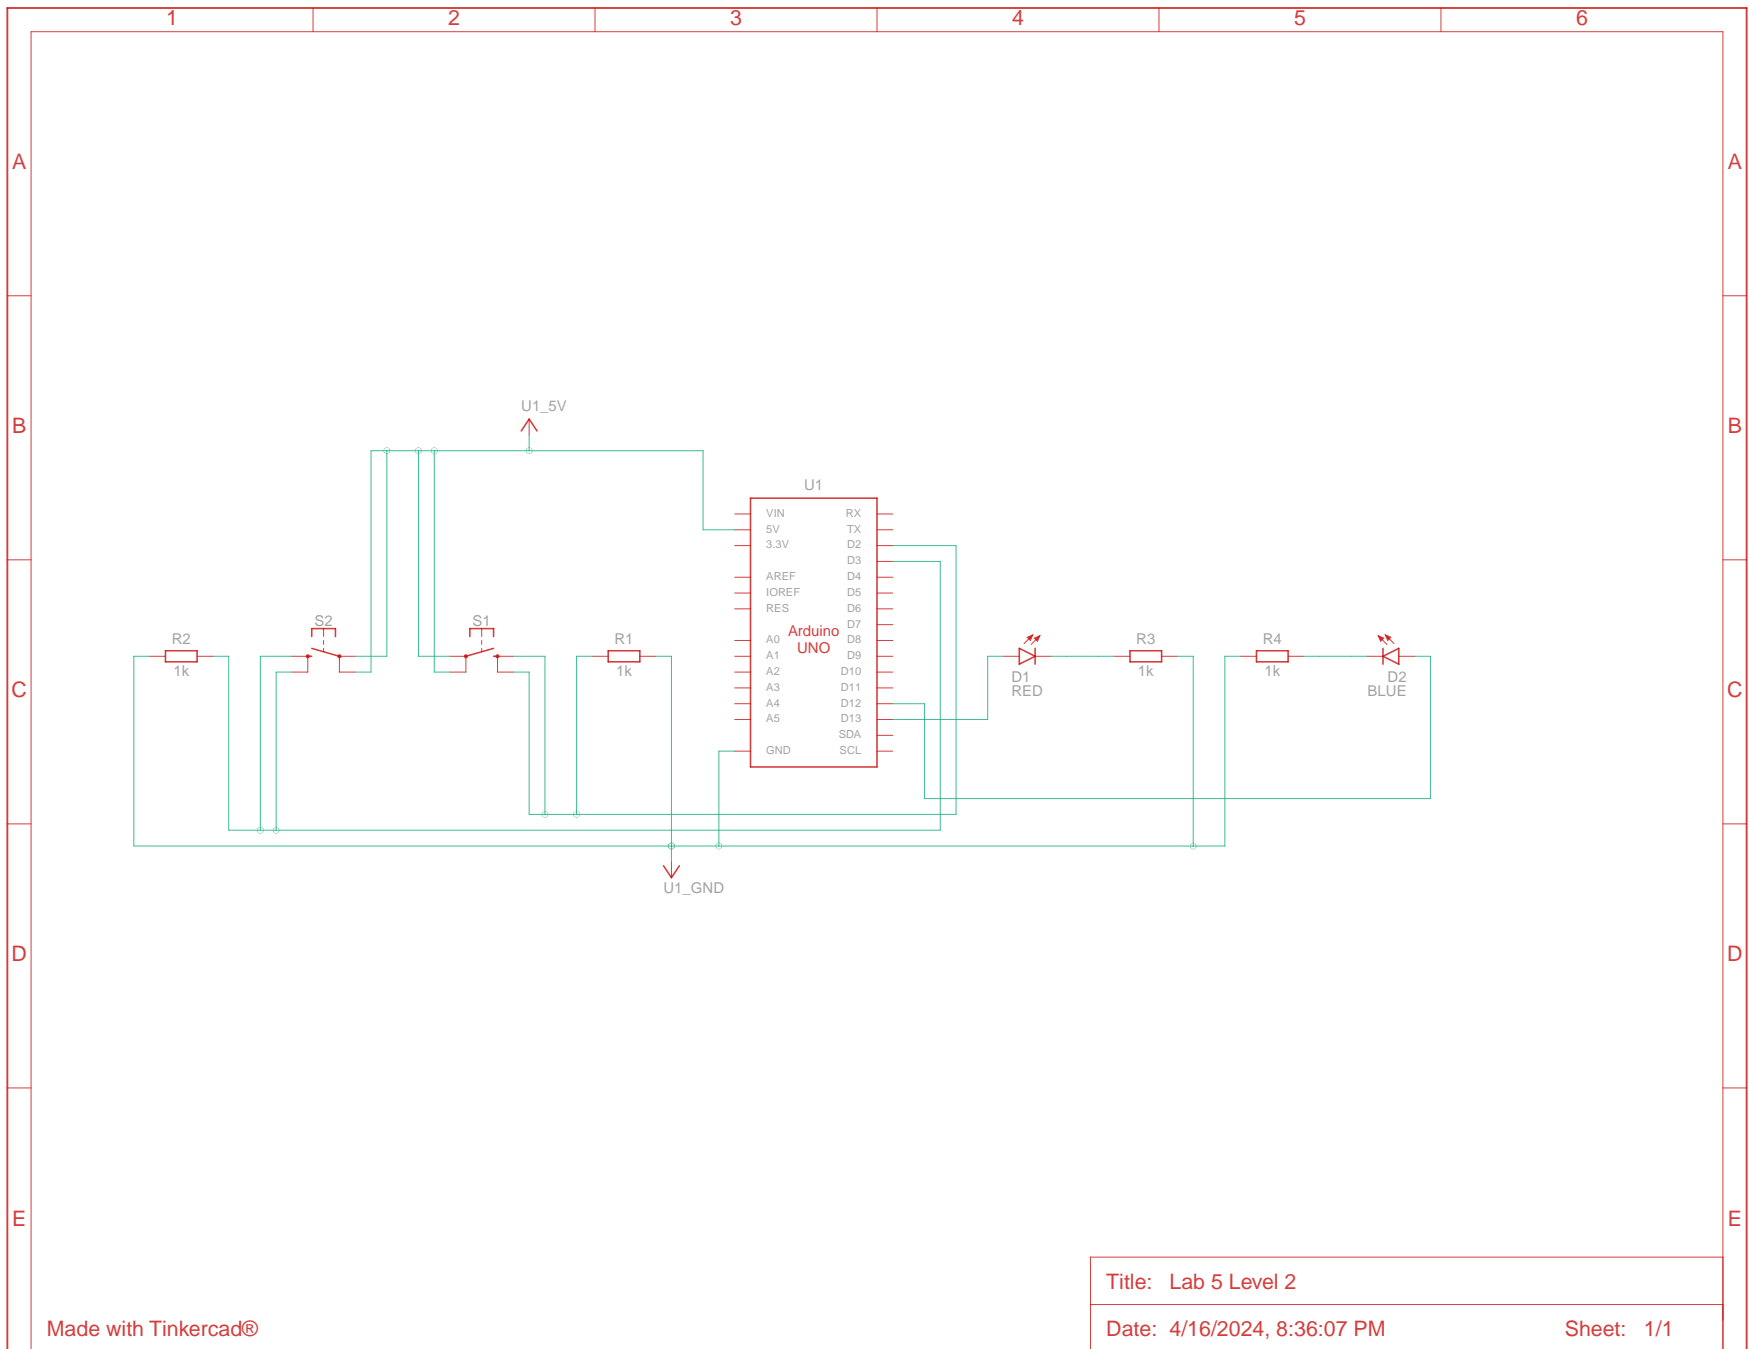 1 2 3 4 5 6
A A
B B
U1_5V
U1
VIN RX
5V TX
3.3V D2
D3
AREF D4
IOREF D5
RES D6
D7
A0 D8
A1 D9
A2 D10
A3 D11
A4 D12
A5 D13
SDA
GND SCL
Arduino
UNO
R2
1k
S2
S1
R1
1k
D1
RED
R3
1k
R4
1k
D2
BLUE
C C
U1_GND
D D
E E
Title: Lab 5 Level 2
Made with Tinkercad®
Date: 4/16/2024, 8:36:07 PM Sheet: 1/1